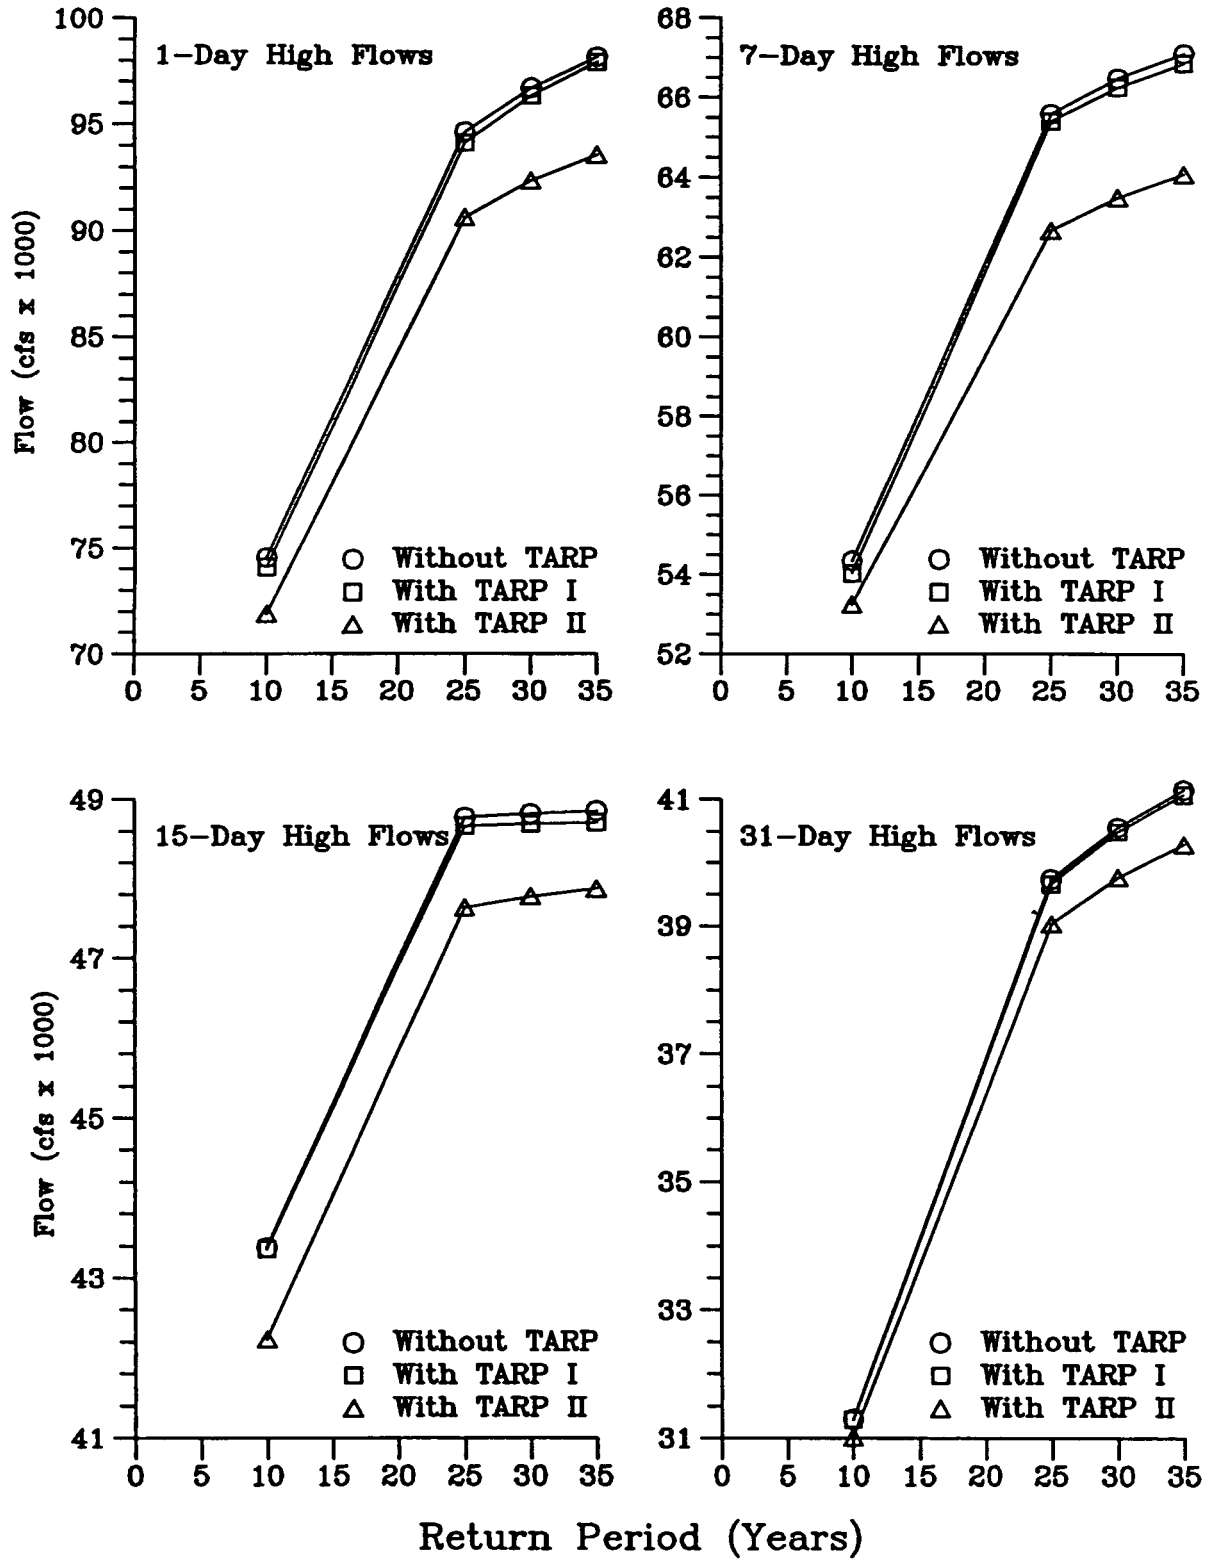 1-Day High Flows
Flow (cfs x 1000)
100
95
90
85
80
75
70
Without TARP
With TARP I
With TARP II
0 5 10 15 20 25 30 35
7-Day High Flows
68
66
64
62
60
58
56
54
52
Without TARP
With TARP I
With TARP II
0 5 10 15 20 25 30 35
15-Day High Flows
Flow (cfs x 1000)
49
47
45
43
41
Without TARP
With TARP I
With TARP II
0 5 10 15 20 25 30 35
31-Day High Flows
41
39
37
35
33
31
Without TARP
With TARP I
With TARP II
0 5 10 15 20 25 30 35
Return Period (Years)